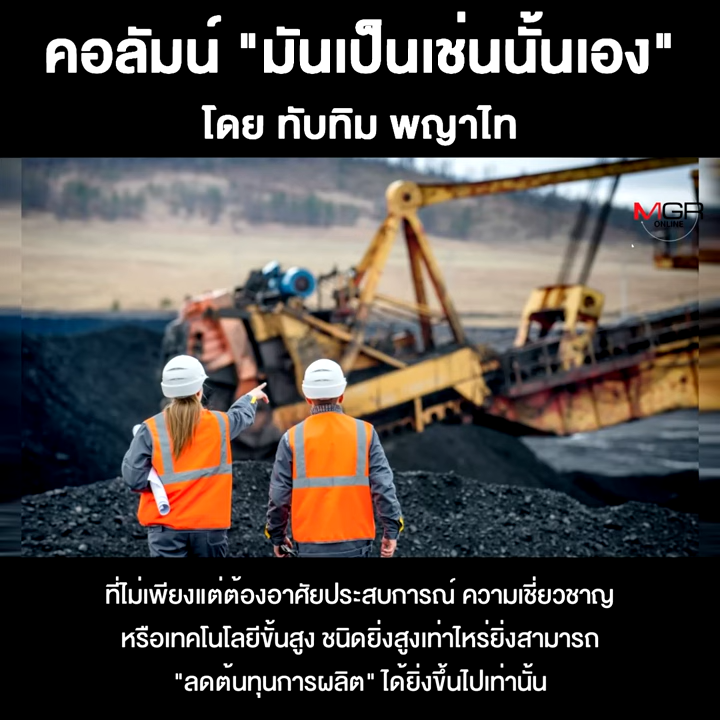 คอลัมน์ "มันเป็นเช่นนั้นเอง"
โดย ทับทิม พญาไท
MGR
ONLINE
ที่ไม่เพียงแต่ต้องอาศัยประสบการณ์ ความเชี่ยวชาญ
หรือเทคโนโลยีขั้นสูง ชนิดยิ่งสูงเท่าไหร่ยิ่งสามารถ
"ลดต้นทุนการผลิต" ได้ยิ่งขึ้นไปเท่านั้น